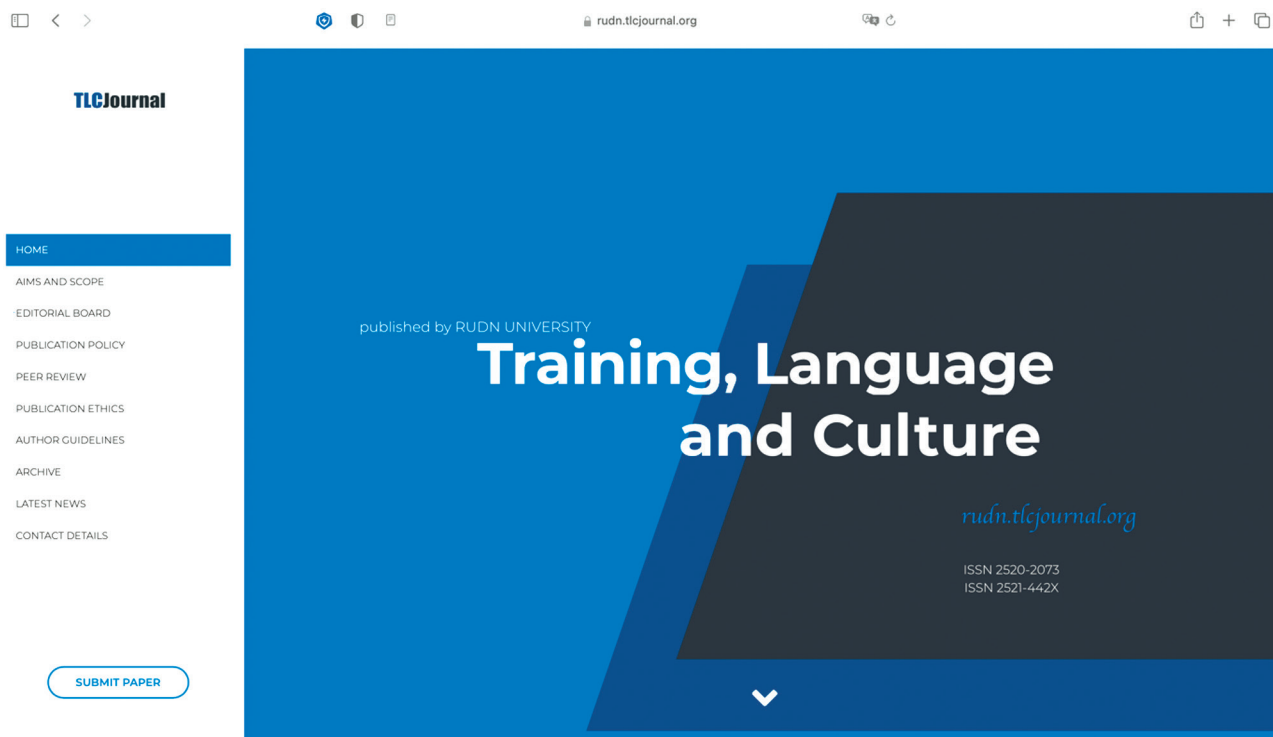 rudn.tlcjournal.org
TLCJournal
HOME
AIMS AND SCOPE
EDITORIAL BOARD
PUBLICATION POLICY
PEER REVIEW
PUBLICATION ETHICS
AUTHOR GUIDELINES
ARCHIVE
LATEST NEWS
CONTACT DETAILS
SUBMIT PAPER
published by RUDN UNIVERSITY
Training, Language
and Culture
rudn.tlcjournal.org
ISSN 2520-2073
ISSN 2521-442X